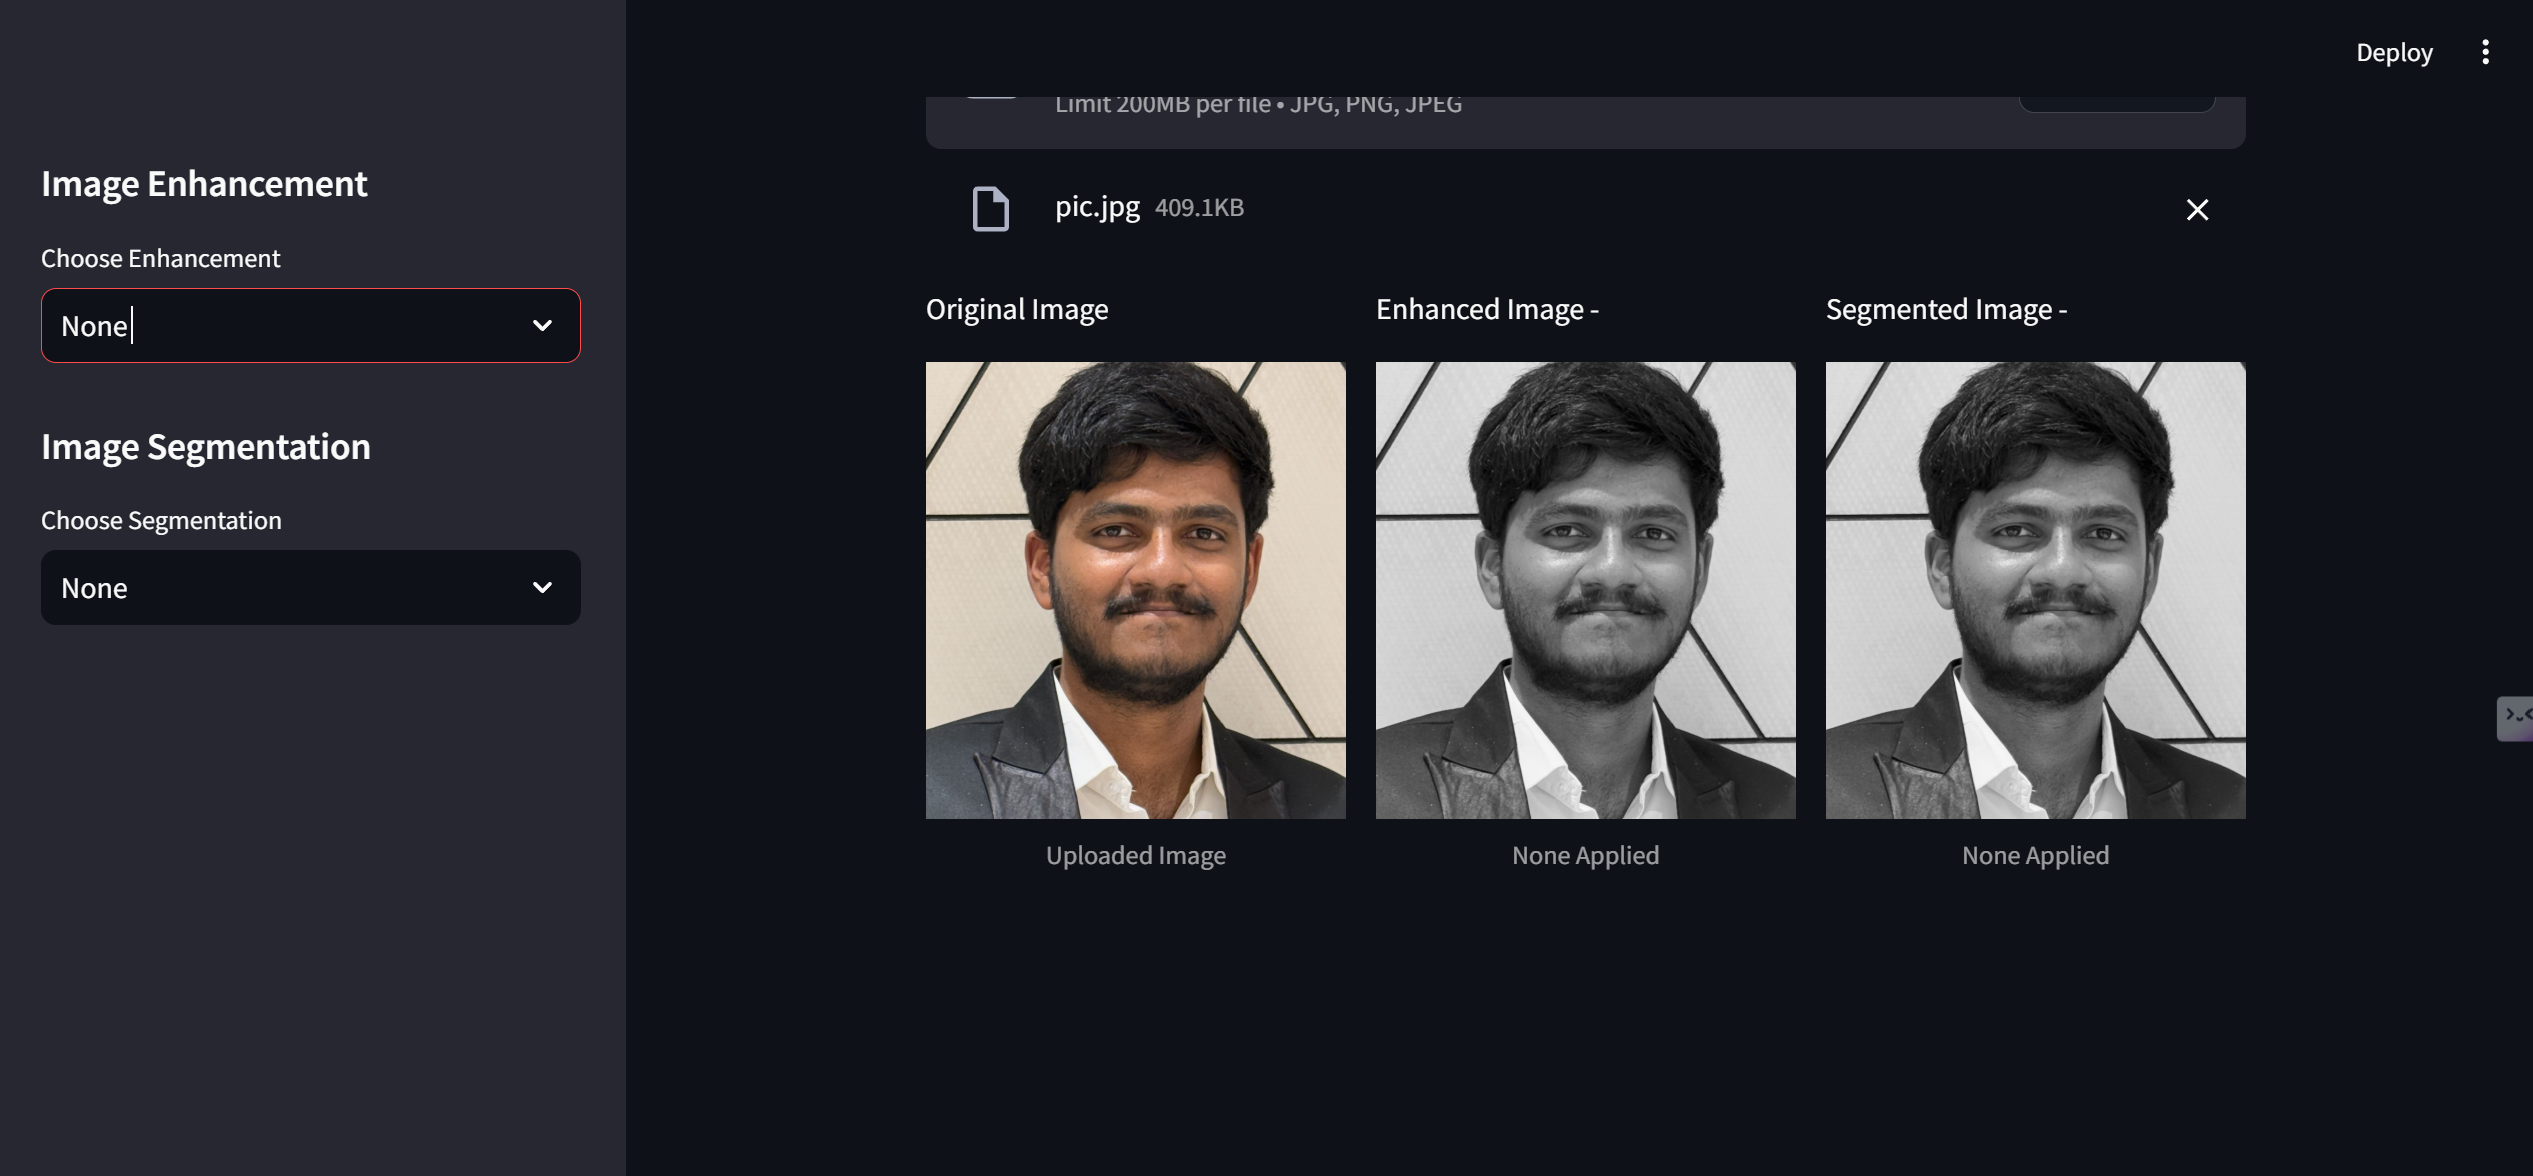 Deploy
Image Enhancement
Choose Enhancement
None
Image Segmentation
Choose Segmentation
None
Limit 200MB per file • JPG, PNG, JPEG
pic.jpg 409.1KB
Original Image
Enhanced Image -
Segmented Image -
Uploaded Image
None Applied
None Applied